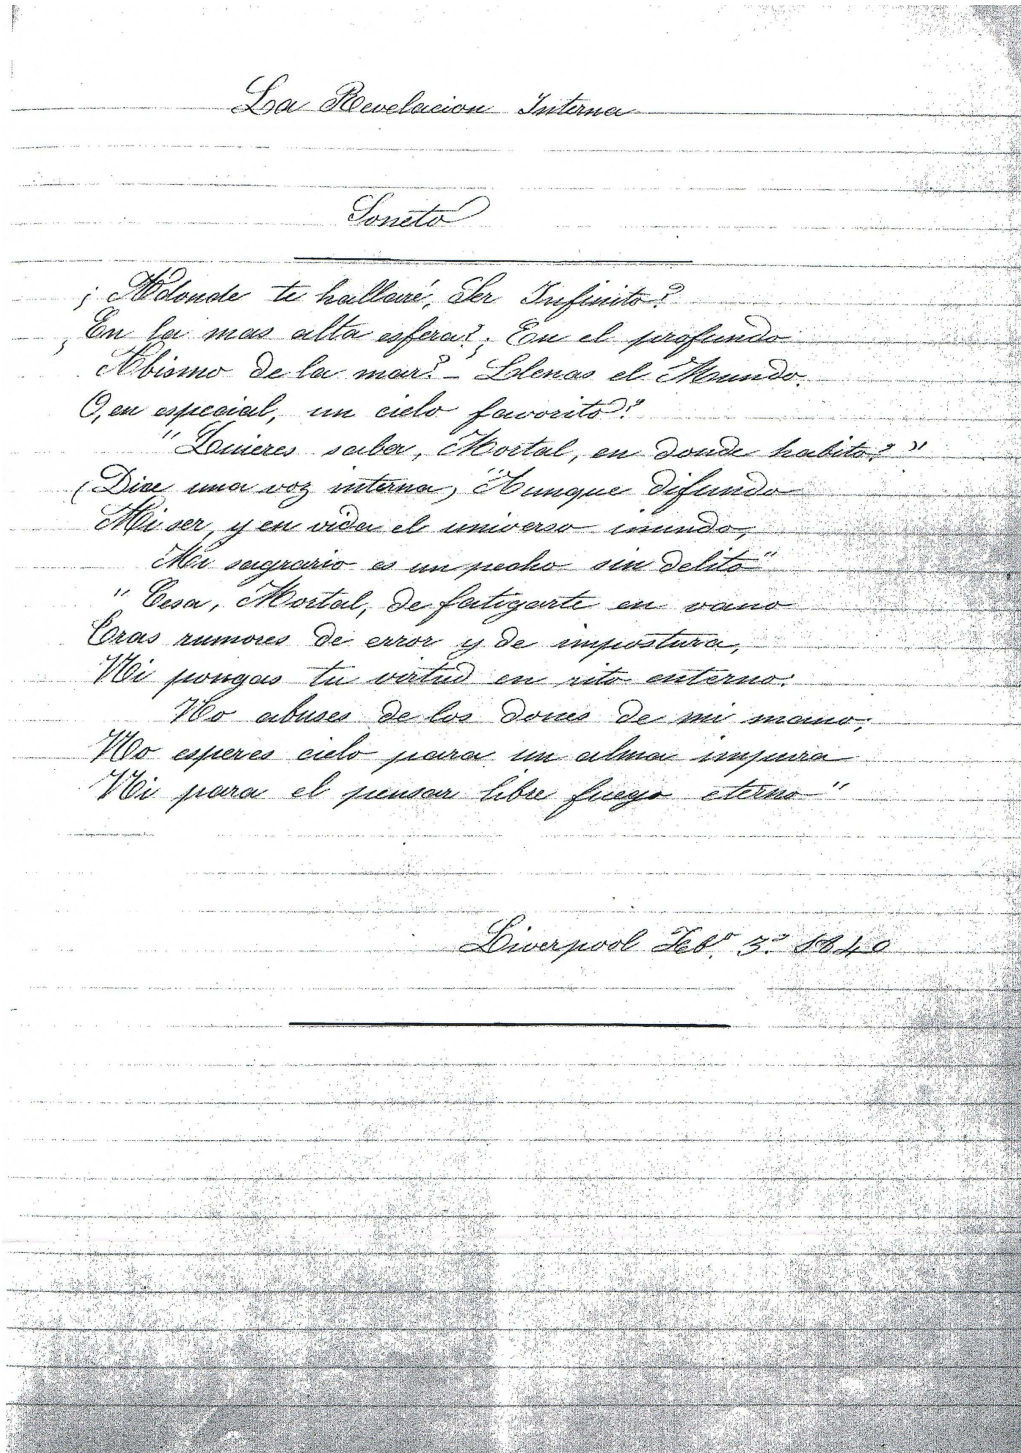 La Revelacion Interna
Soneto
¿Adonde te hallaré, Ser Infinito?
¿En la mas alta esfera? ¿En el profundo
Abismo de la mar? - Llenas el Mundo.
O, en especial, un cielo favorito?
"Quieres saber, Mortal, en donde habito?"
(Dice una voz interna) "Aunque difundo
Mi ser, y en vida el universo inundo,
Mi sagrario es un pecho sin delito"
"Cesa, Mortal, de fatigarte en vano
Tras rumores de error y de impostura,
Ni pongas tu virtud en rito enterno:
No abuses de los dones de mi mano;
No esperes cielo para un alma impura
Ni para el pensar libre fuego eterno"
Liverpool Feb.º 3.º 1840